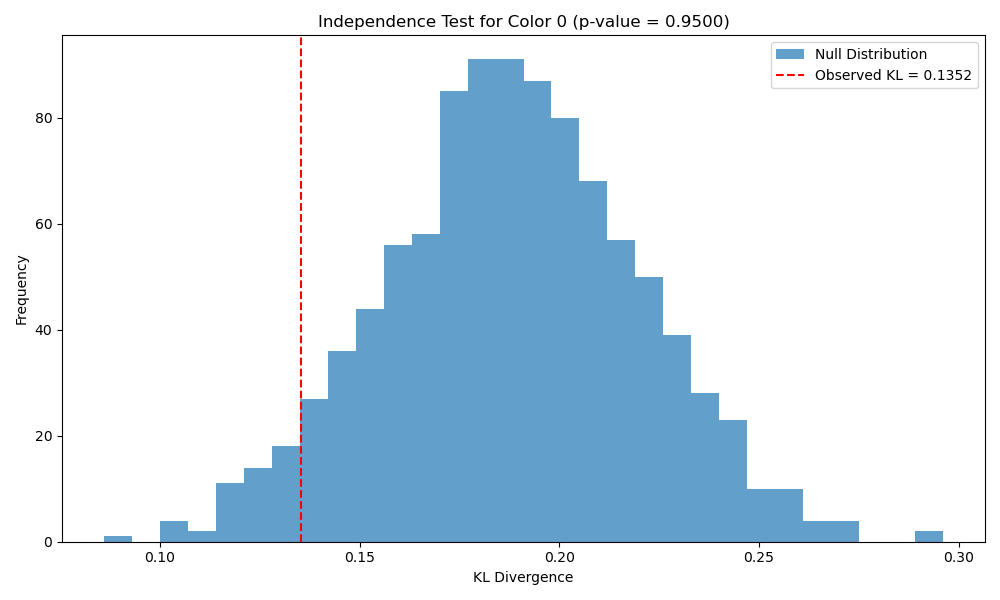 Independence Test for Color 0 (p-value = 0.9500)
Null Distribution
Observed KL = 0.1352
Frequency
80
60
40
20
0
0.10 0.15 0.20 0.25 0.30
KL Divergence